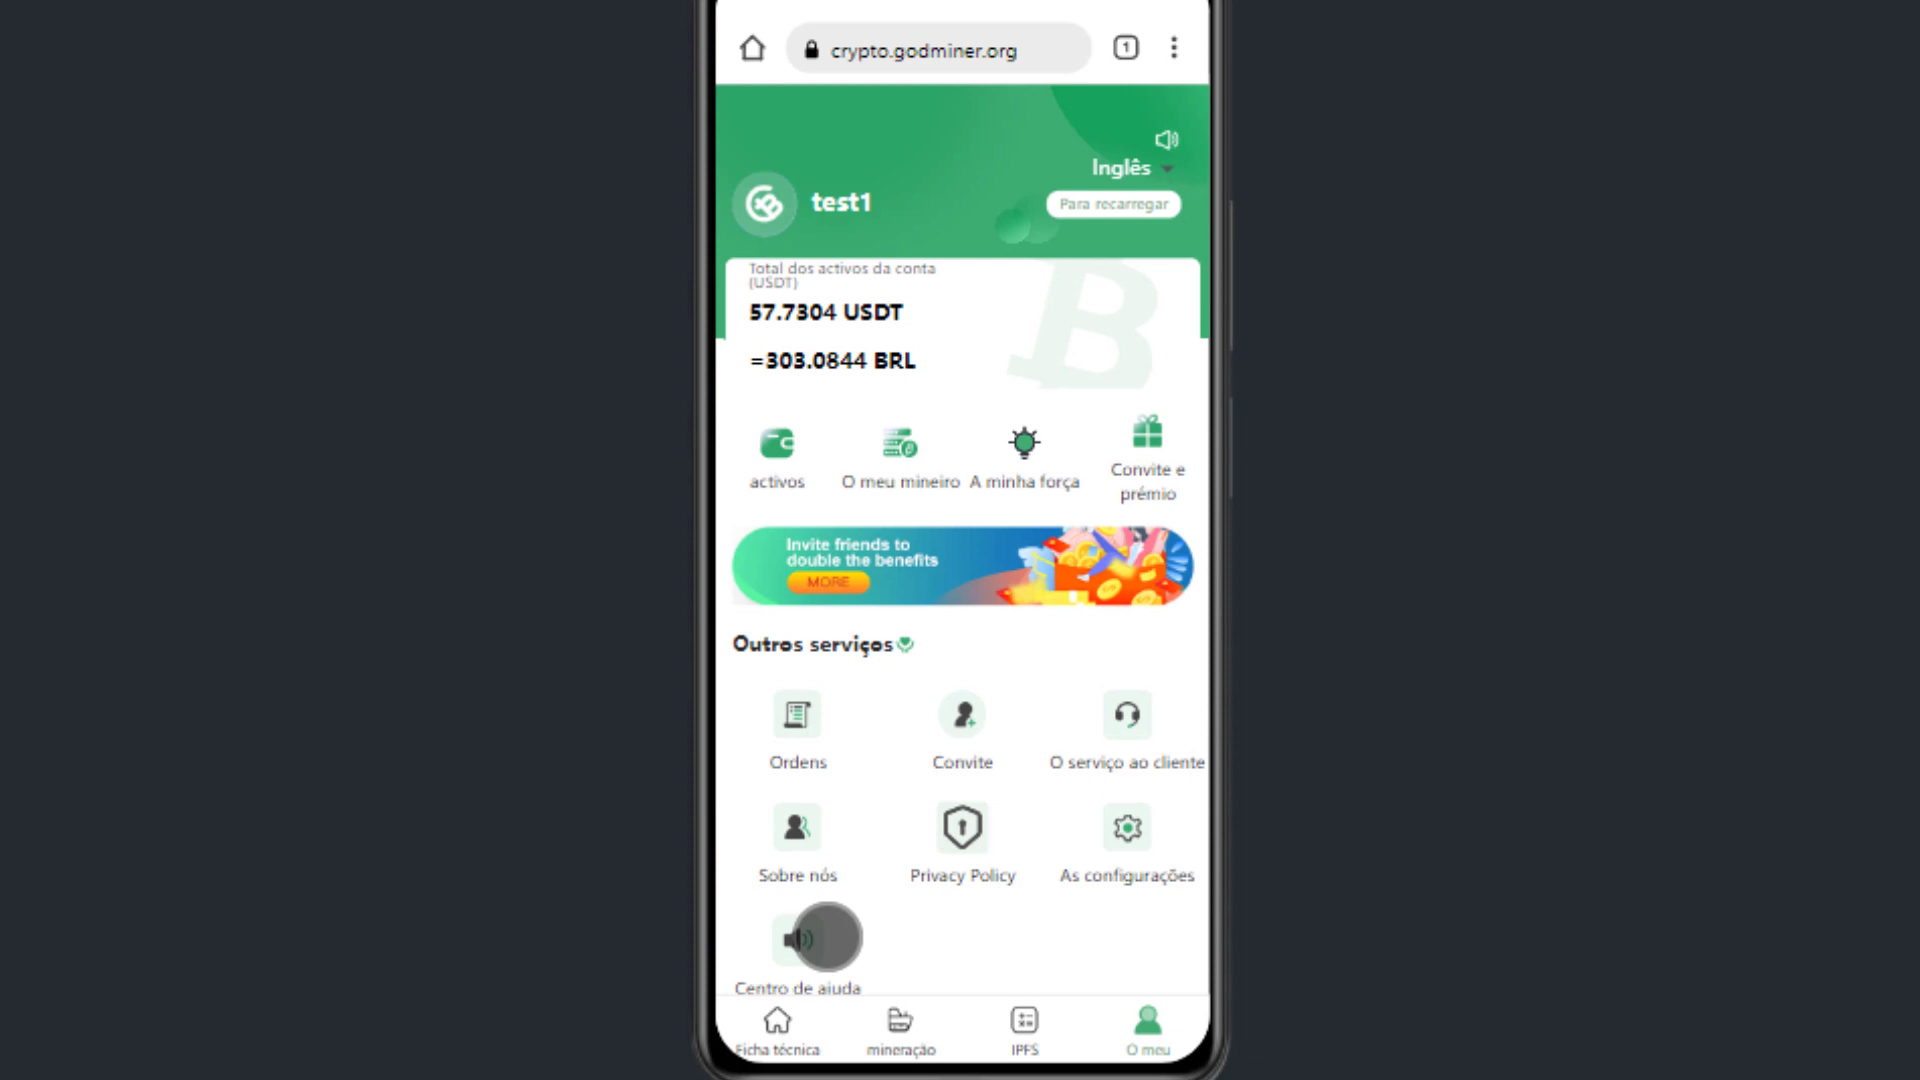 crypto.godminer.org
1
Inglês
test1
Para recarregar
Total dos activos da conta
(USDT)
57.7304 USDT
=303.0844 BRL
activos
O meu mineiro
A minha força
Convite e
prémio
Invite friends to
double the benefits
MORE
Outros serviços
Ordens
Convite
O serviço ao cliente
Sobre nós
Privacy Policy
As configurações
Centro de ajuda
Ficha técnica
mineração
IPFS
O meu